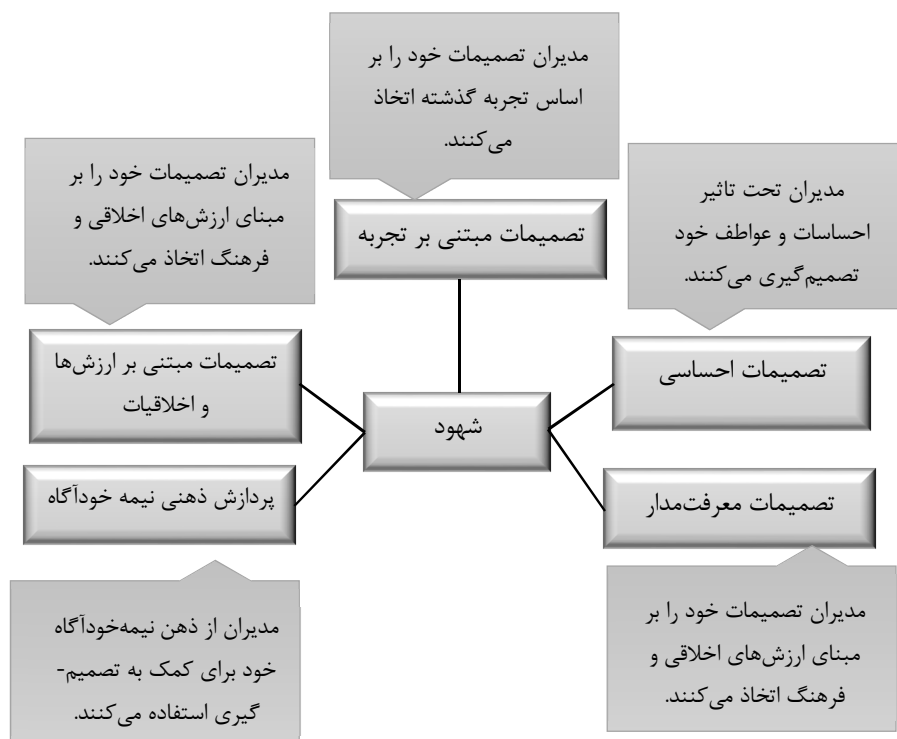 مدیران تصمیمات خود را بر
اساس تجربه گذشته اتخاذ
می‌کنند.
تصمیمات مبتنی بر تجربه
مدیران تحت تاثیر
احساسات و عواطف خود
تصمیم‌گیری می‌کنند.
تصمیمات احساسی
مدیران تصمیمات خود را بر
مبنای ارزش‌های اخلاقی و
فرهنگ اتخاذ می‌کنند.
تصمیمات مبتنی بر ارزش‌ها
و اخلاقیات
شهود
تصمیمات معرفت‌مدار
مدیران تصمیمات خود را بر
مبنای ارزش‌های اخلاقی و
فرهنگ اتخاذ می‌کنند.
پردازش ذهنی نیمه خودآگاه
مدیران از ذهن نیمه‌خودآگاه
خود برای کمک به تصمیم-
گیری استفاده می‌کنند.